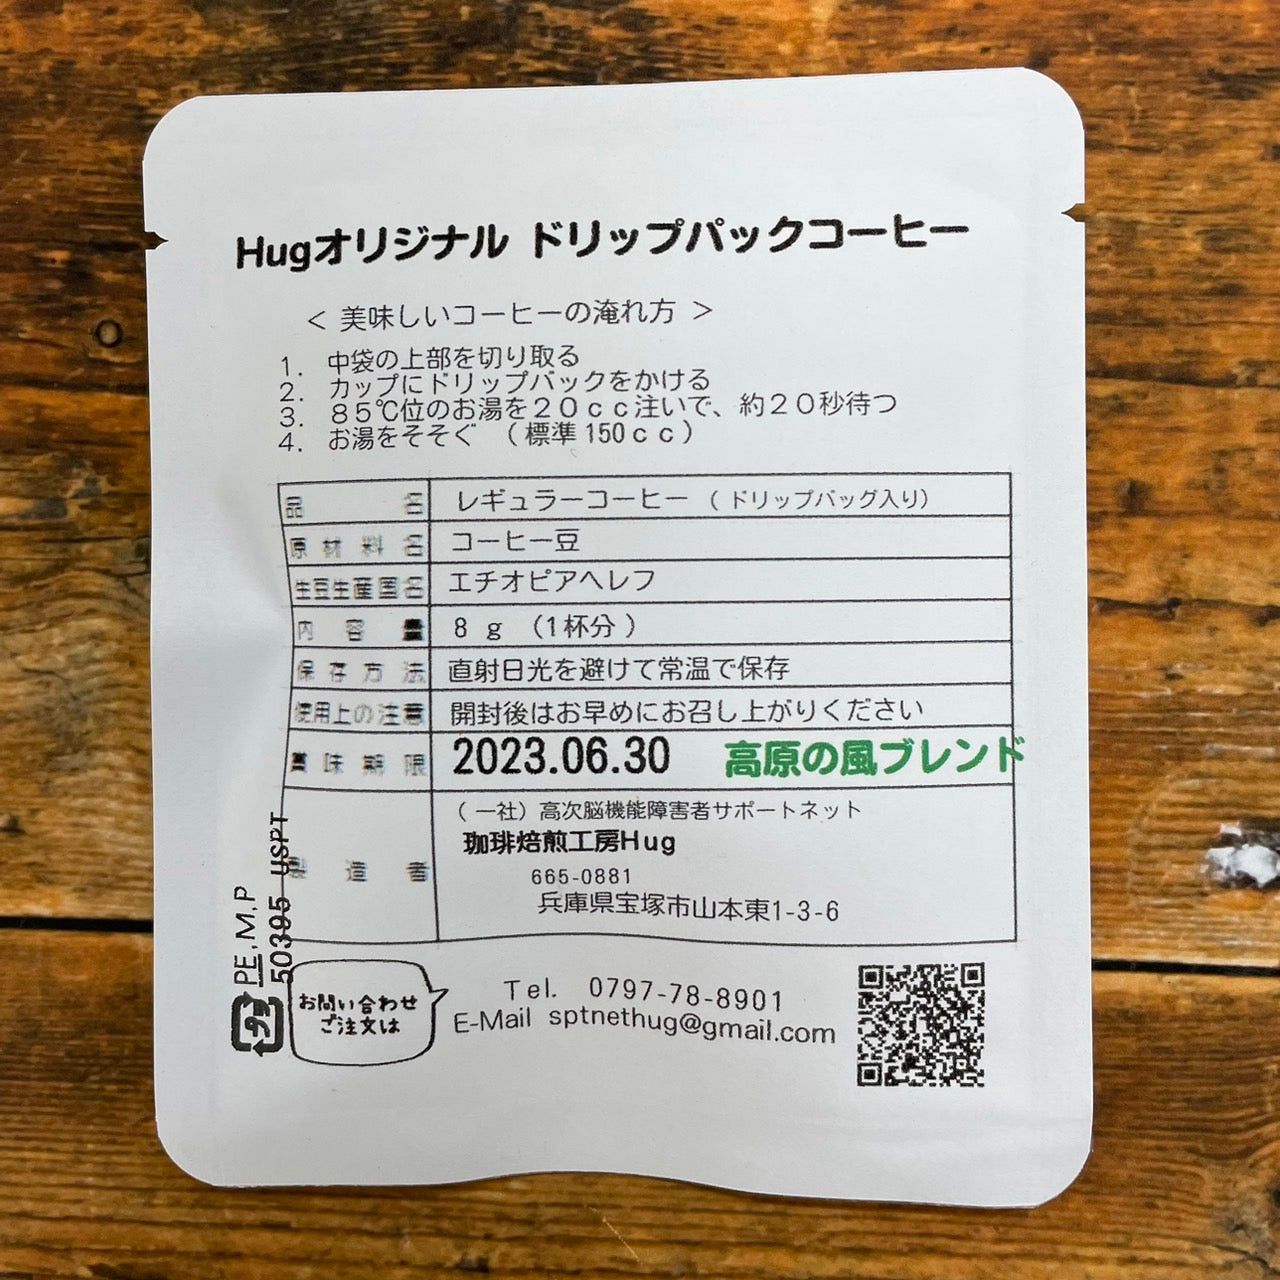 Hugオリジナル ドリップパックコーヒー
< 美味しいコーヒーの淹れ方 >
1. 中袋の上部を切り取る
2. カップにドリップバックをかける
3. 85℃位のお湯を20cc注いで、約20秒待つ
4. お湯をそそぐ (標準150cc)
品名 レギュラーコーヒー (ドリップバッグ入り)
原材料名 コーヒー豆
生豆生産国名 エチオピアヘレフ
内容量 8g (1杯分)
保存方法 直射日光を避けて常温で保存
使用上の注意 開封後はお早めにお召し上がりください
賞味期限 2023.06.30 高原の風ブレンド
製造者 (一社)高次脳機能障害者サポートネット
珈琲焙煎工房Hug
665-0881
兵庫県宝塚市山本東1-3-6
PE,M,P
50395 USPT
お問い合わせ
ご注文は
Tel. 0797-78-8901
E-Mail sptnethug@gmail.com